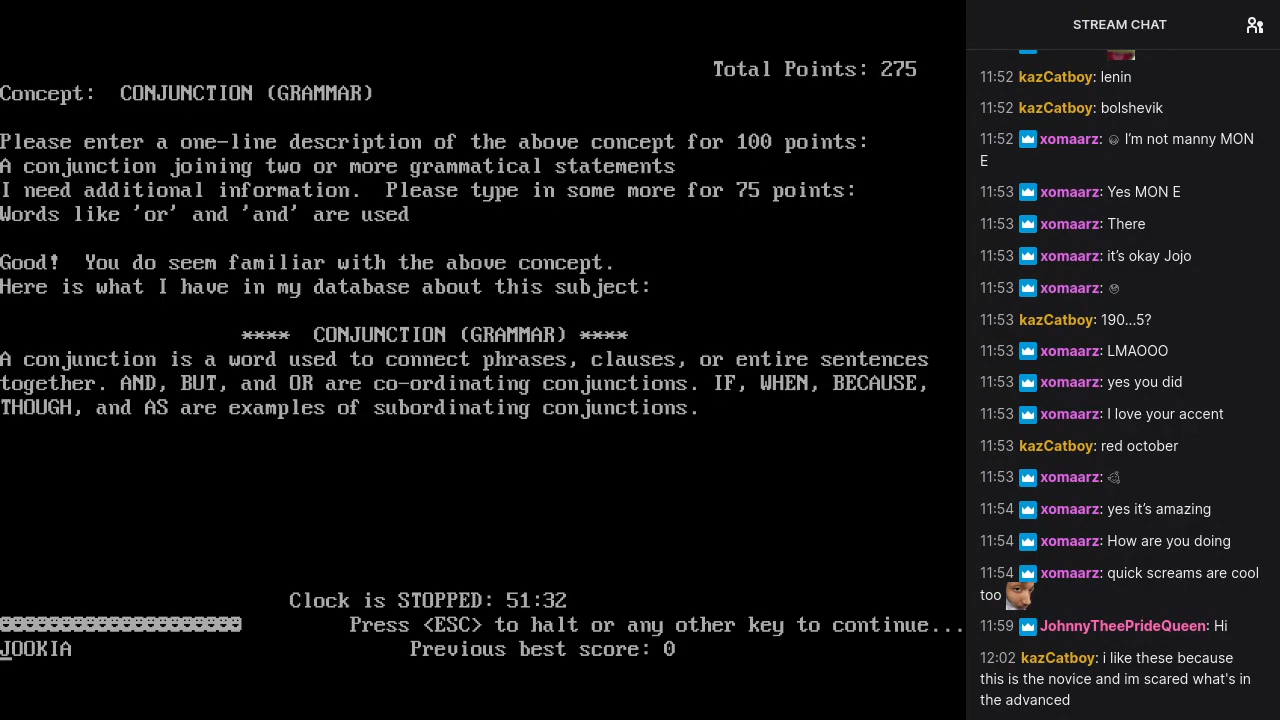 Total Points: 275
Concept:  CONJUNCTION (GRAMMAR)
Please enter a one-line description of the above concept for 100 points:
A conjunction joining two or more grammatical statements
I need additional information.  Please type in some more for 75 points:
Words like 'or' and 'and' are used
Good!  You do seem familiar with the above concept.
Here is what I have in my database about this subject:
****  CONJUNCTION (GRAMMAR) ****
A conjunction is a word used to connect phrases, clauses, or entire sentences
together. AND, BUT, and OR are co-ordinating conjunctions. IF, WHEN, BECAUSE,
THOUGH, and AS are examples of subordinating conjunctions.
Clock is STOPPED: 51:32
Press <ESC> to halt or any other key to continue...
JOOKIA
Previous best score: 0
STREAM CHAT
11:52 kazCatboy: lenin
11:52 kazCatboy: bolshevik
11:52 xomaarz: I'm not manny MON
E
11:53 xomaarz: Yes MON E
11:53 xomaarz: There
11:53 xomaarz: it's okay Jojo
11:53 xomaarz:
11:53 kazCatboy: 190...5?
11:53 xomaarz: LMAOOO
11:53 xomaarz: yes you did
11:53 xomaarz: I love your accent
11:53 kazCatboy: red october
11:53 xomaarz:
11:54 xomaarz: yes it's amazing
11:54 xomaarz: How are you doing
11:54 xomaarz: quick screams are cool
too
11:59 JohnnyTheePrideQueen: Hi
12:02 kazCatboy: i like these because
this is the novice and im scared what's in
the advanced